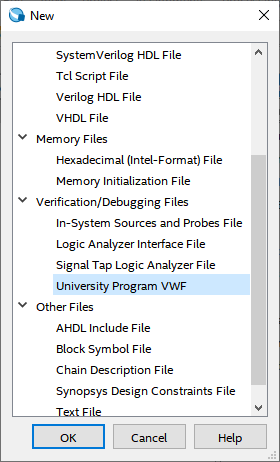 New
SystemVerilog HDL File
Tcl Script File
Verilog HDL File
VHDL File
Memory Files
Hexadecimal (Intel-Format) File
Memory Initialization File
Verification/Debugging Files
In-System Sources and Probes File
Logic Analyzer Interface File
Signal Tap Logic Analyzer File
University Program VWF
Other Files
AHDL Include File
Block Symbol File
Chain Description File
Synopsys Design Constraints File
Text File
OK
Cancel
Help